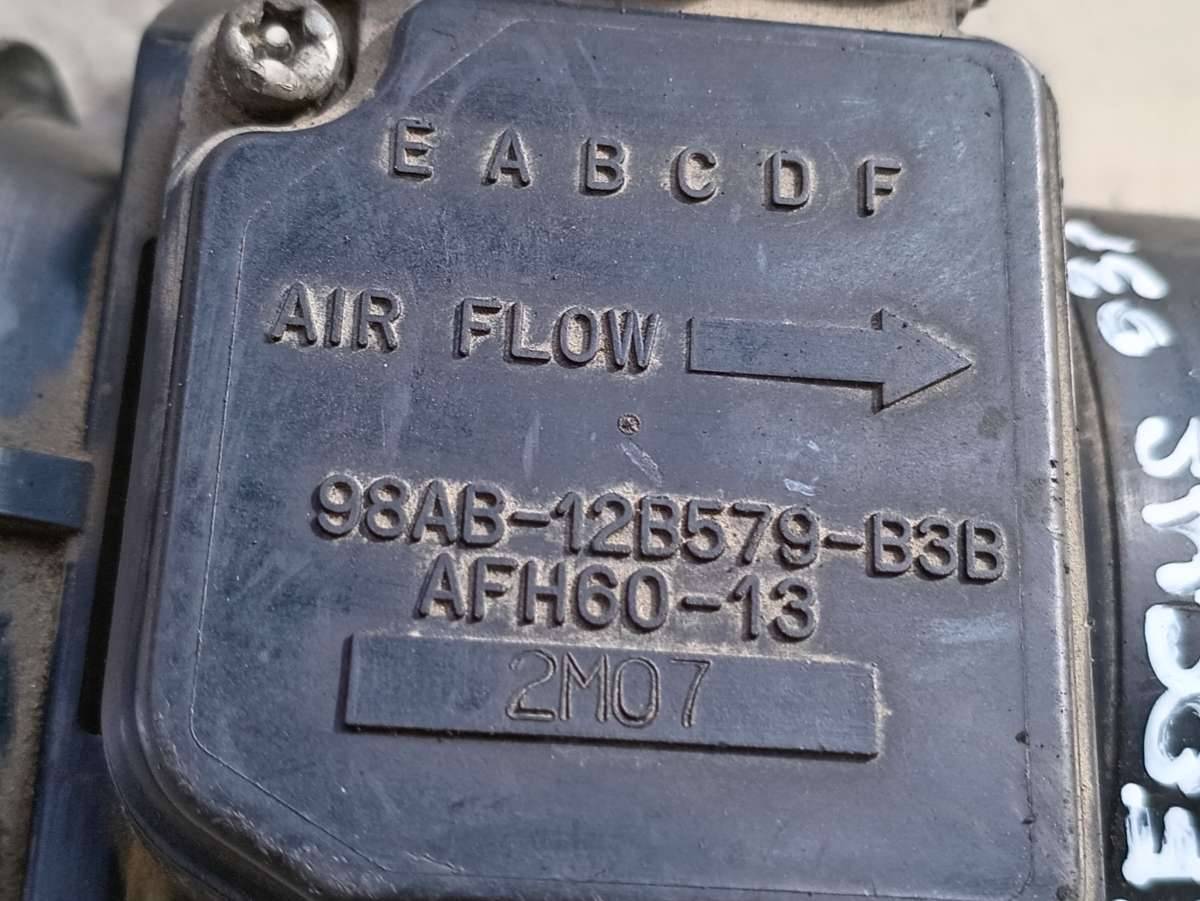 E A B C D F
AIR FLOW
98AB-12B579-B3B
AFH60-13
2M07